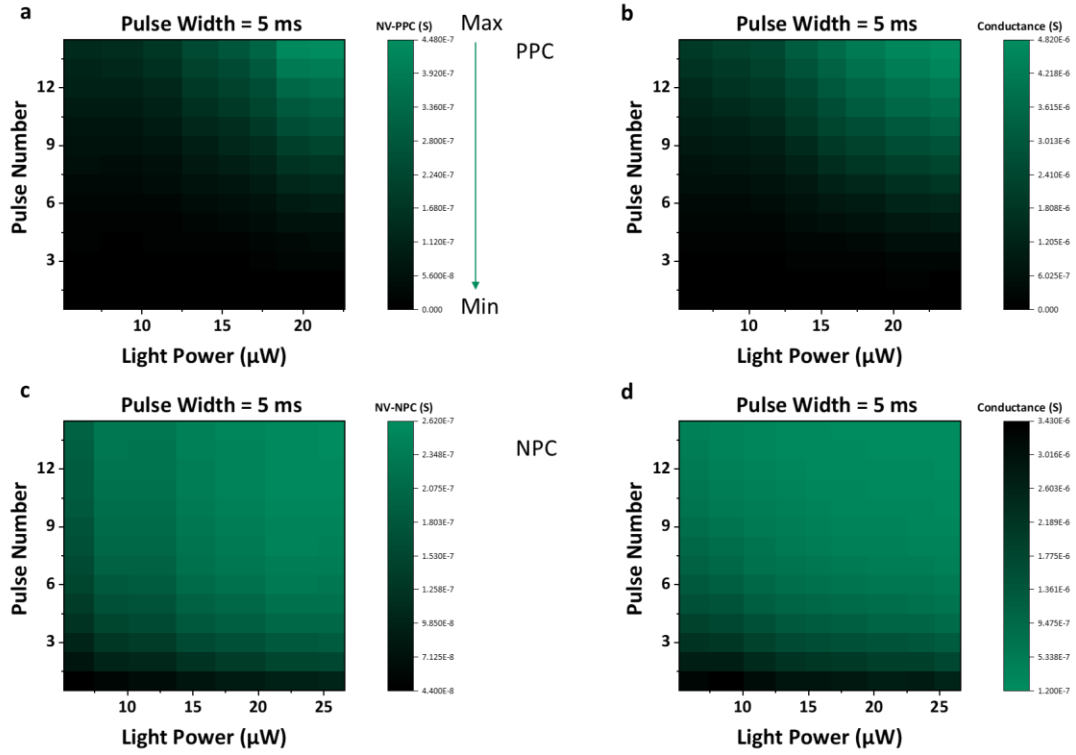 a
Pulse Width = 5 ms
NV-PPC (S)
Pulse Number
12
9
6
3
10
15
20
Light Power (µW)
4.480E-7
3.920E-7
3.360E-7
2.800E-7
2.240E-7
1.680E-7
1.120E-7
5.600E-8
0.000
Max
PPC
Min
b
Pulse Width = 5 ms
Conductance (S)
Pulse Number
12
9
6
3
10
15
20
Light Power (µW)
4.820E-6
4.218E-6
3.615E-6
3.013E-6
2.410E-6
1.808E-6
1.205E-6
6.025E-7
0.000
c
Pulse Width = 5 ms
NV-NPC (S)
Pulse Number
12
9
6
3
10
15
20
25
Light Power (µW)
2.620E-7
2.348E-7
2.075E-7
1.803E-7
1.530E-7
1.258E-7
9.850E-8
7.125E-8
4.400E-8
NPC
d
Pulse Width = 5 ms
Conductance (S)
Pulse Number
12
9
6
3
10
15
20
25
Light Power (µW)
3.430E-6
3.016E-6
2.603E-6
2.189E-6
1.775E-6
1.361E-6
9.475E-7
5.338E-7
1.200E-7